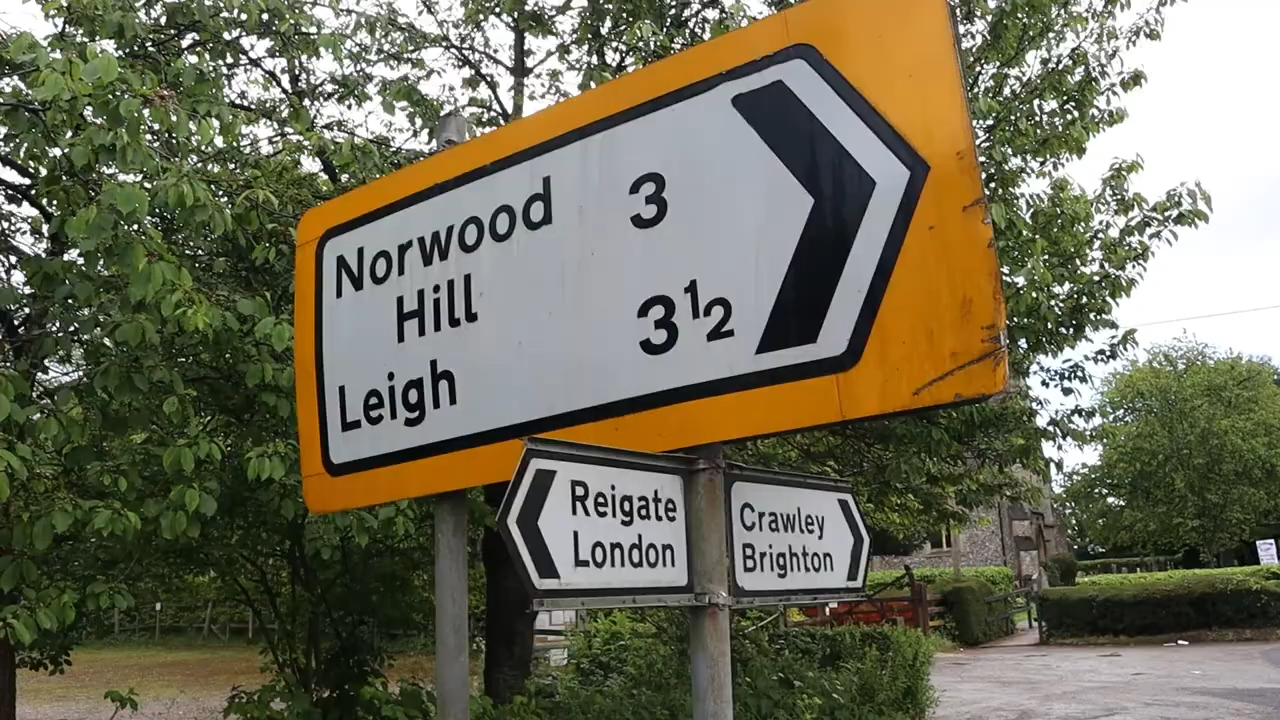 Norwood 3
Hill
Leigh 3½
Reigate
London
Crawley
Brighton